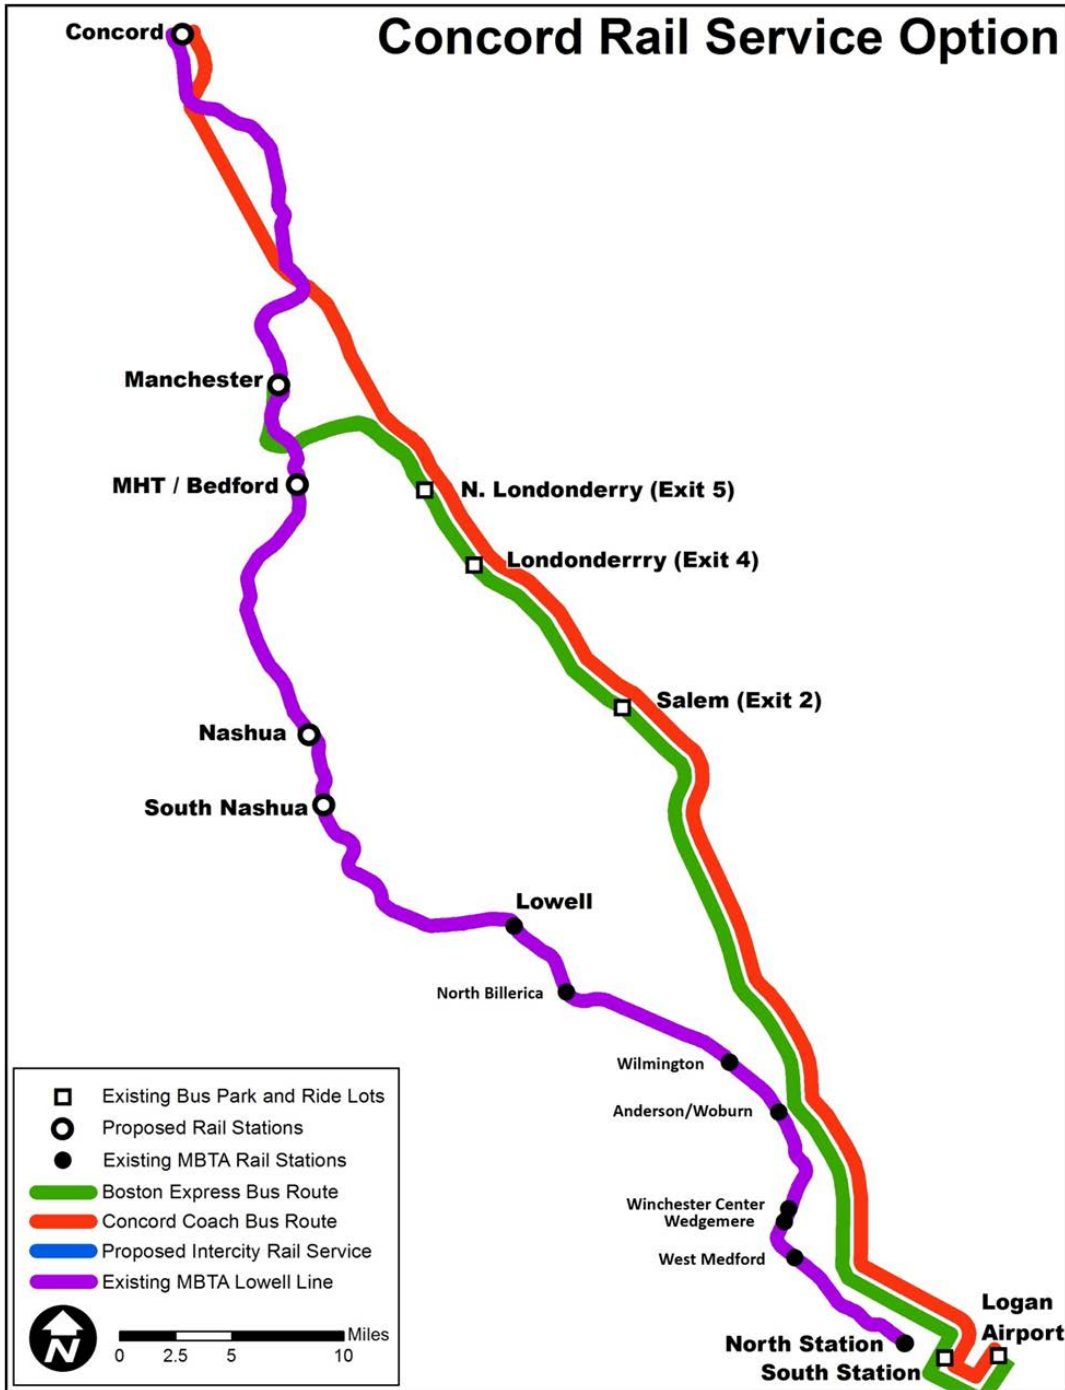 Concord Rail Service Option
Concord
Manchester
MHT / Bedford
N. Londonderry (Exit 5)
Londonderrry (Exit 4)
Salem (Exit 2)
Nashua
South Nashua
Lowell
North Billerica
Wilmington
Anderson/Woburn
Winchester Center
Wedgemere
West Medford
Logan
Airport
North Station
South Station
Existing Bus Park and Ride Lots
Proposed Rail Stations
Existing MBTA Rail Stations
Boston Express Bus Route
Concord Coach Bus Route
Proposed Intercity Rail Service
Existing MBTA Lowell Line
N
Miles
0 2.5 5 10